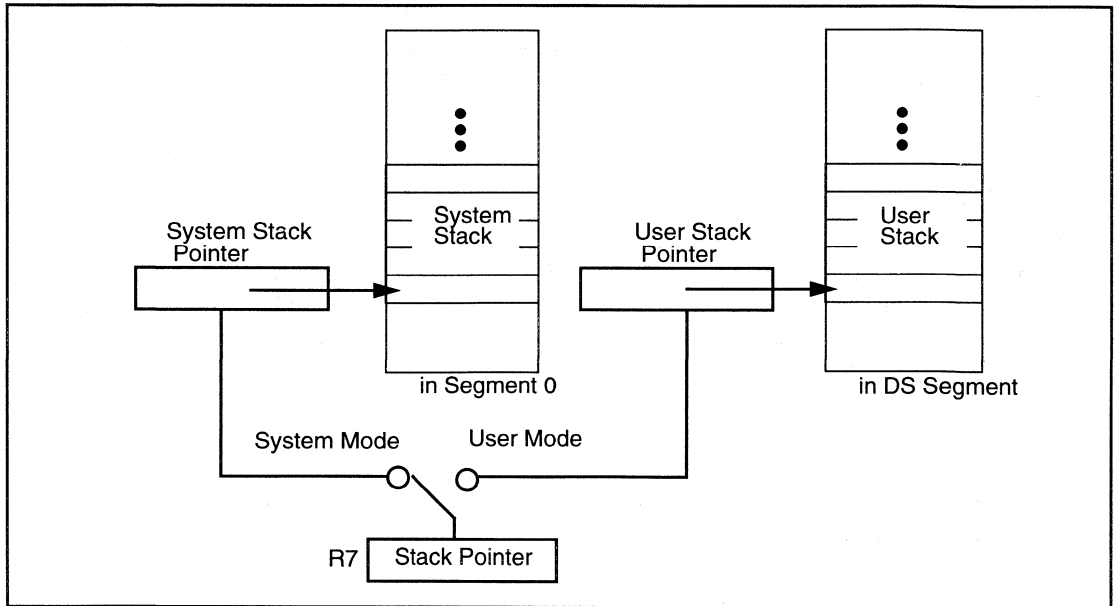 System Stack
Pointer
System
Stack
User Stack
Pointer
User
Stack
in Segment 0
in DS Segment
System Mode
User Mode
R7
Stack Pointer